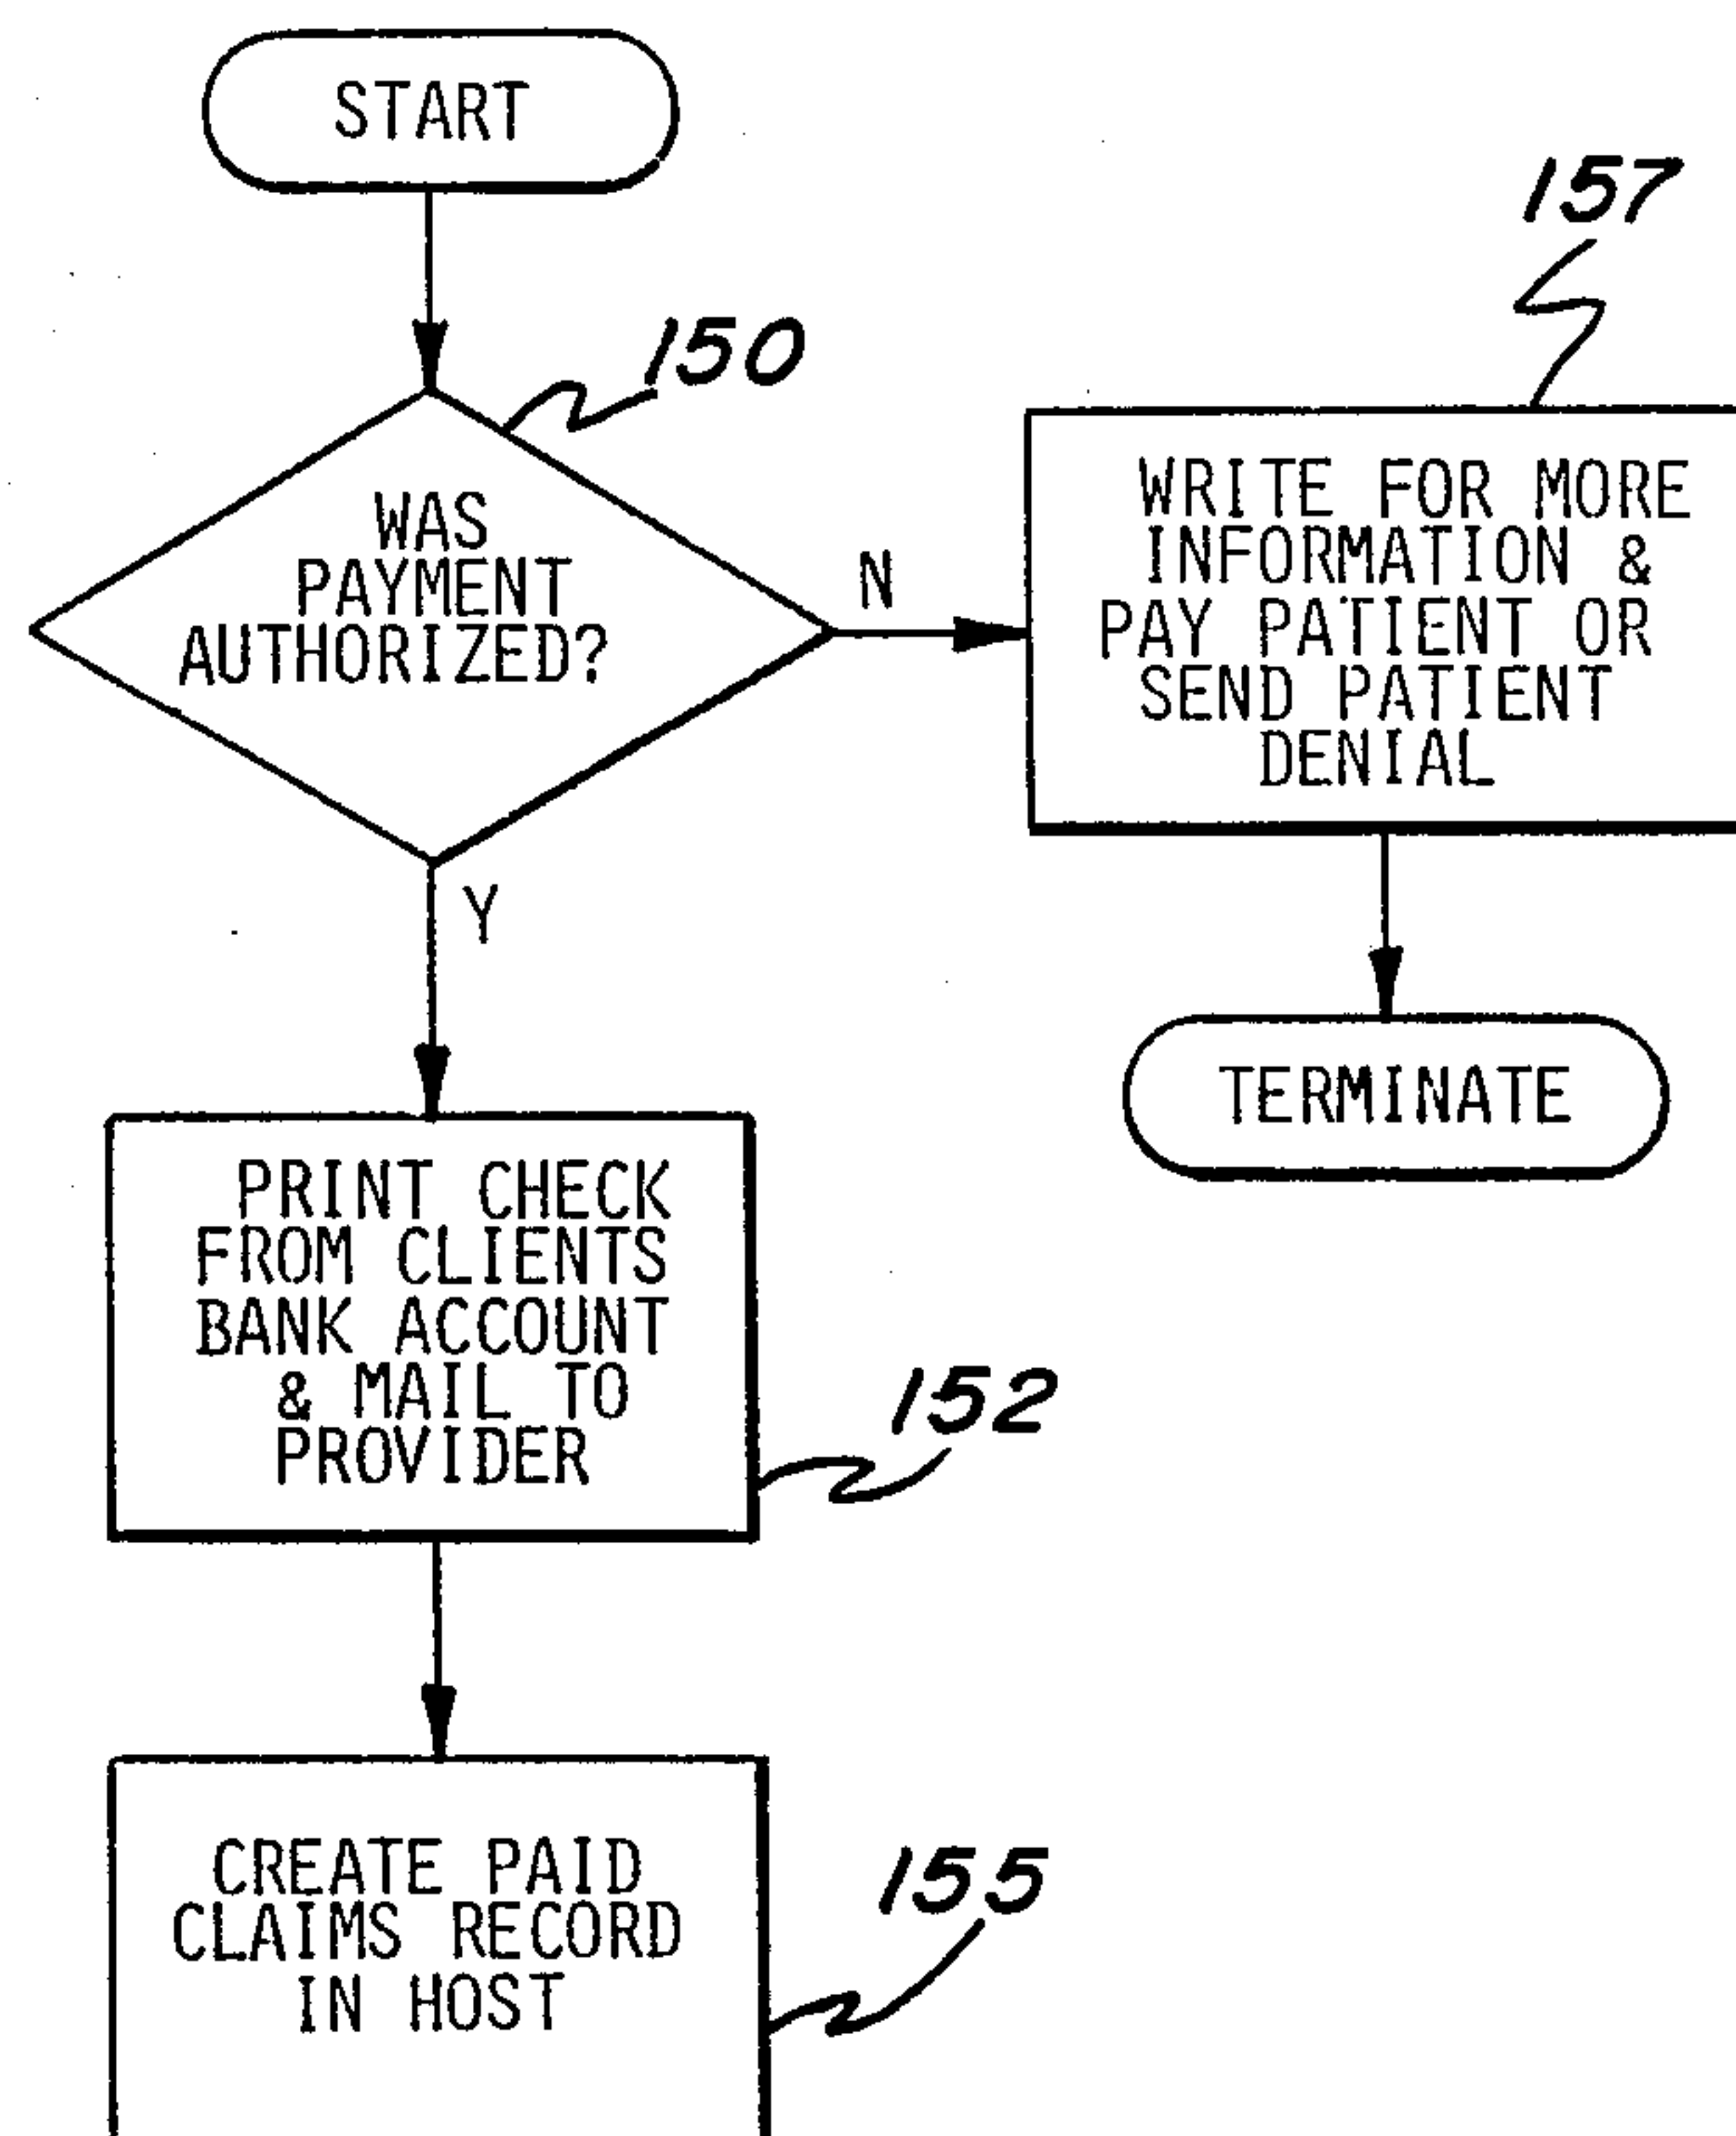 START
150
WAS
PAYMENT
AUTHORIZED?
N
Y
157
WRITE FOR MORE
INFORMATION &
PAY PATIENT OR
SEND PATIENT
DENIAL
TERMINATE
PRINT CHECK
FROM CLIENTS
BANK ACCOUNT
& MAIL TO
PROVIDER
152
CREATE PAID
CLAIMS RECORD
IN HOST
155